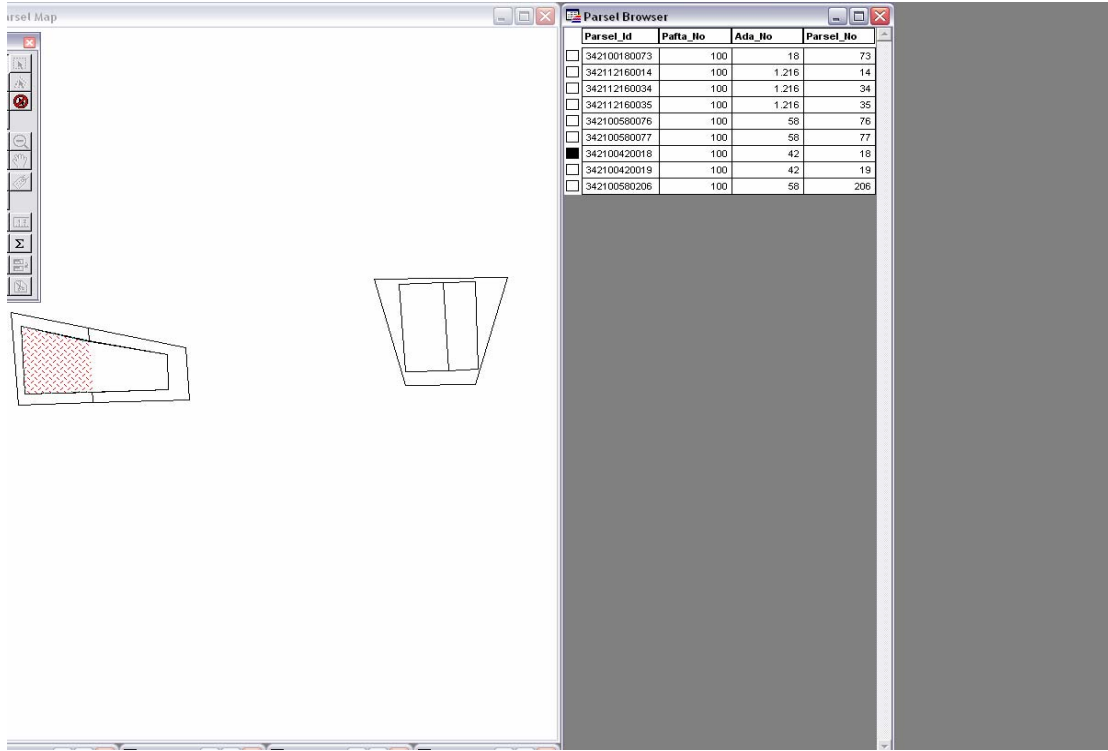 arsel Map
Parsel Browser
Parsel_Id Pafta_No Ada_No Parsel_No
342100180073 100 18 73
342112160014 100 1.216 14
342112160034 100 1.216 34
342112160035 100 1.216 35
342100580076 100 58 76
342100580077 100 58 77
342100420018 100 42 18
342100420019 100 42 19
342100580206 100 58 206
Σ